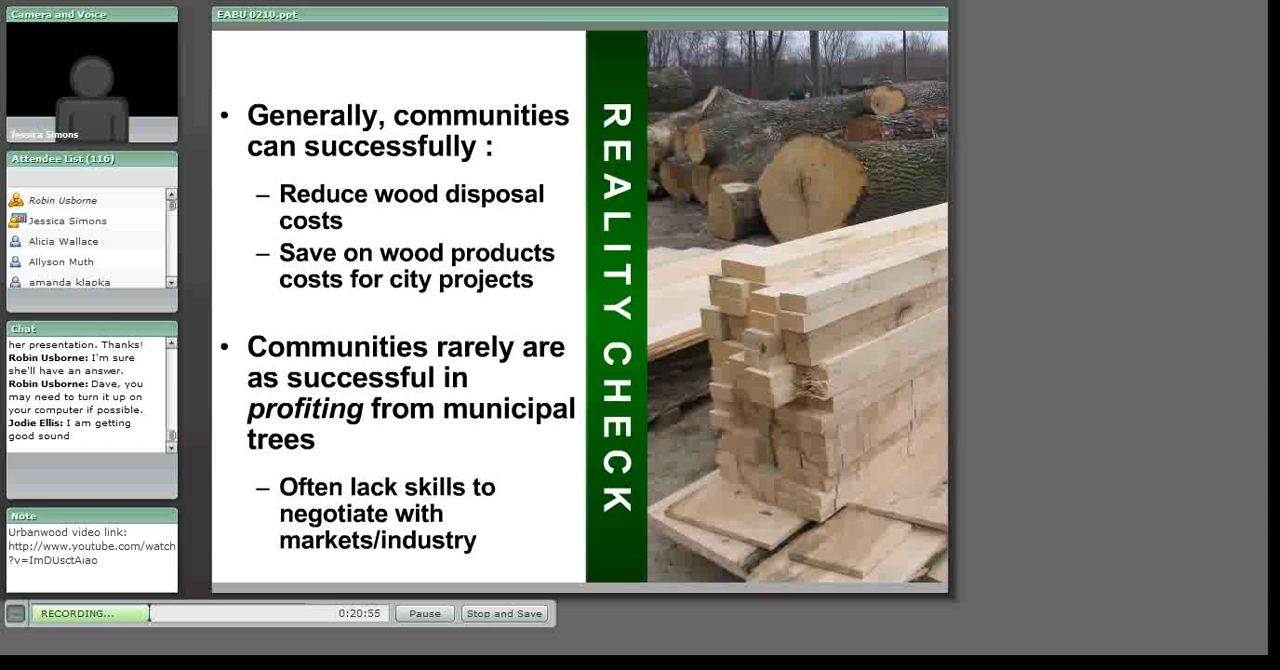 Camera and Voice
Jessica Simons
Attendee List (116)
Robin Usborne
Jessica Simons
Alicia Wallace
Allyson Muth
amanda klapka
Chat
her presentation. Thanks!
Robin Usborne: I'm sure
she'll have an answer.
Robin Usborne: Dave, you
may need to turn it up on
your computer if possible.
Jodie Ellis: I am getting
good sound
Note
Urbanwood video link:
http://www.youtube.com/watch
?v=ImDUsctAiao
EABU 0210.ppt
• Generally, communities
can successfully :
– Reduce wood disposal
costs
– Save on wood products
costs for city projects
• Communities rarely are
as successful in
profiting from municipal
trees
– Often lack skills to
negotiate with
markets/industry
REALITY CHECK
RECORDING...
0:20:55
Pause
Stop and Save